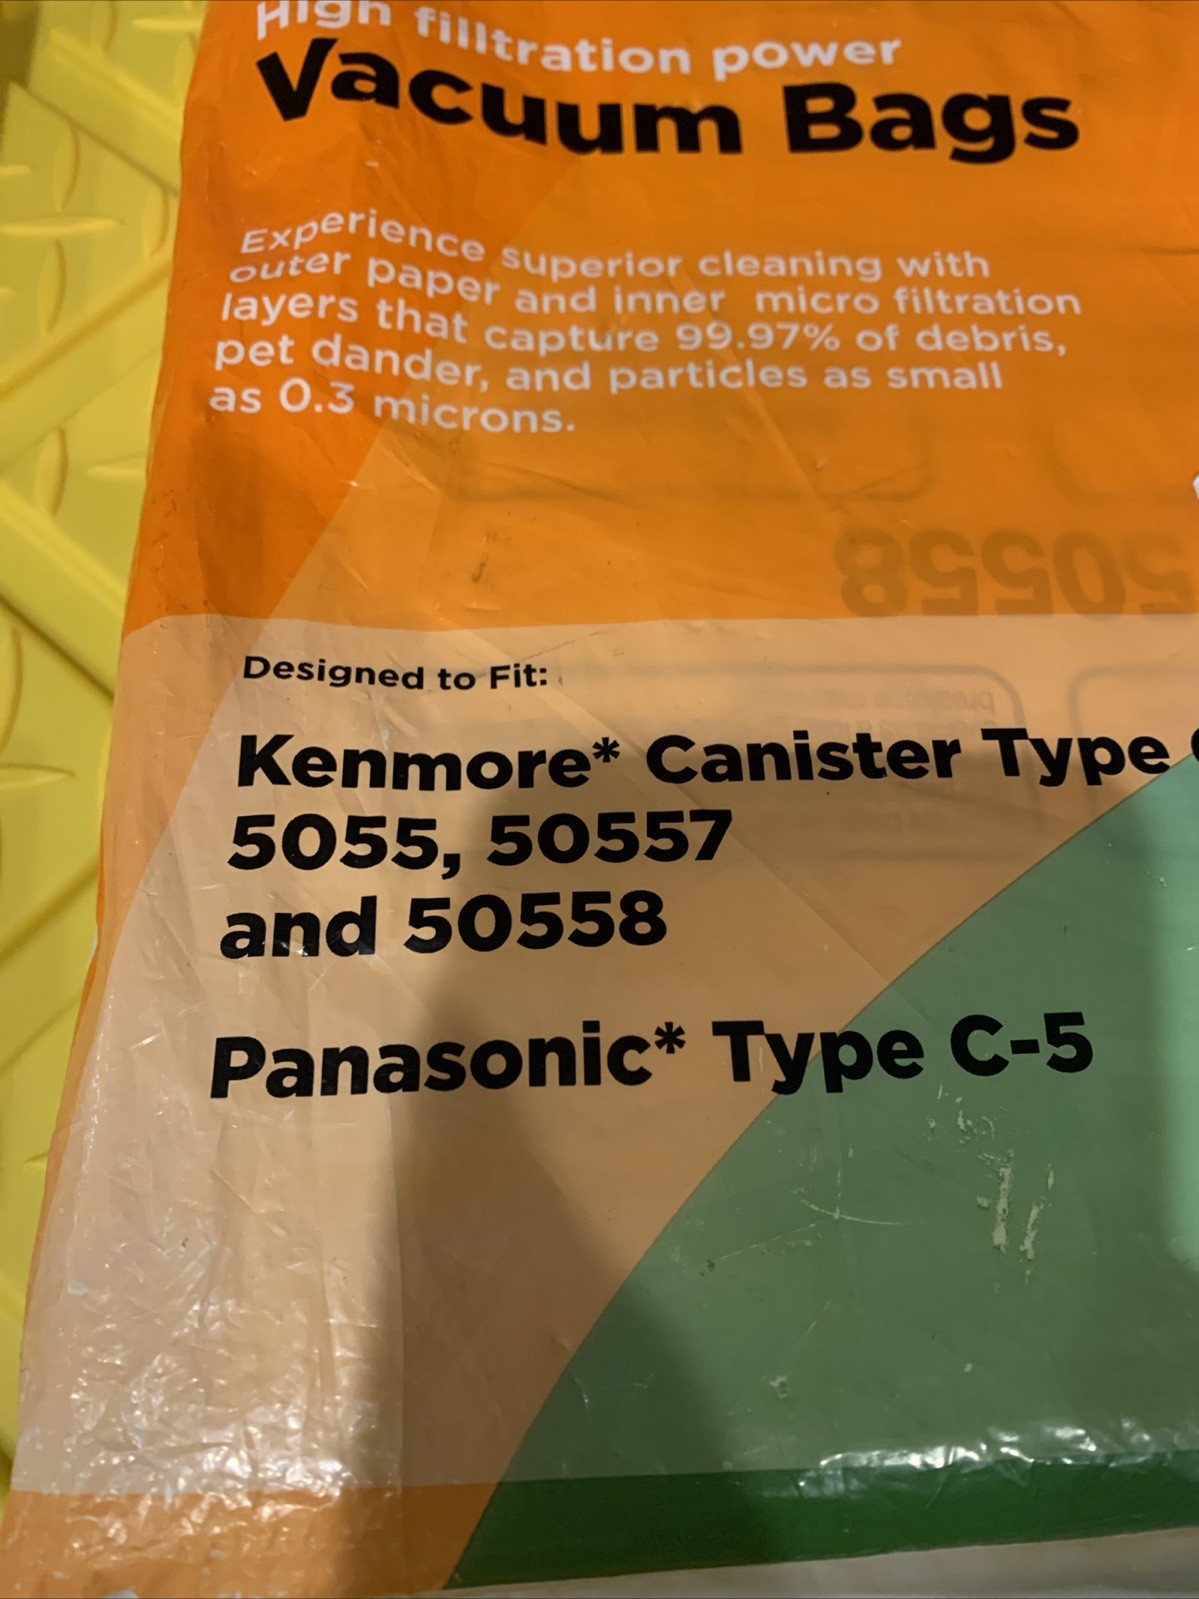 High filltration power
Vacuum Bags
Experience superior cleaning with
outer paper and inner micro filtration
layers that capture 99.97% of debris,
pet dander, and particles as small
as 0.3 microns.
50558
Designed to Fit:
Kenmore* Canister Type
5055, 50557
and 50558
Panasonic* Type C-5